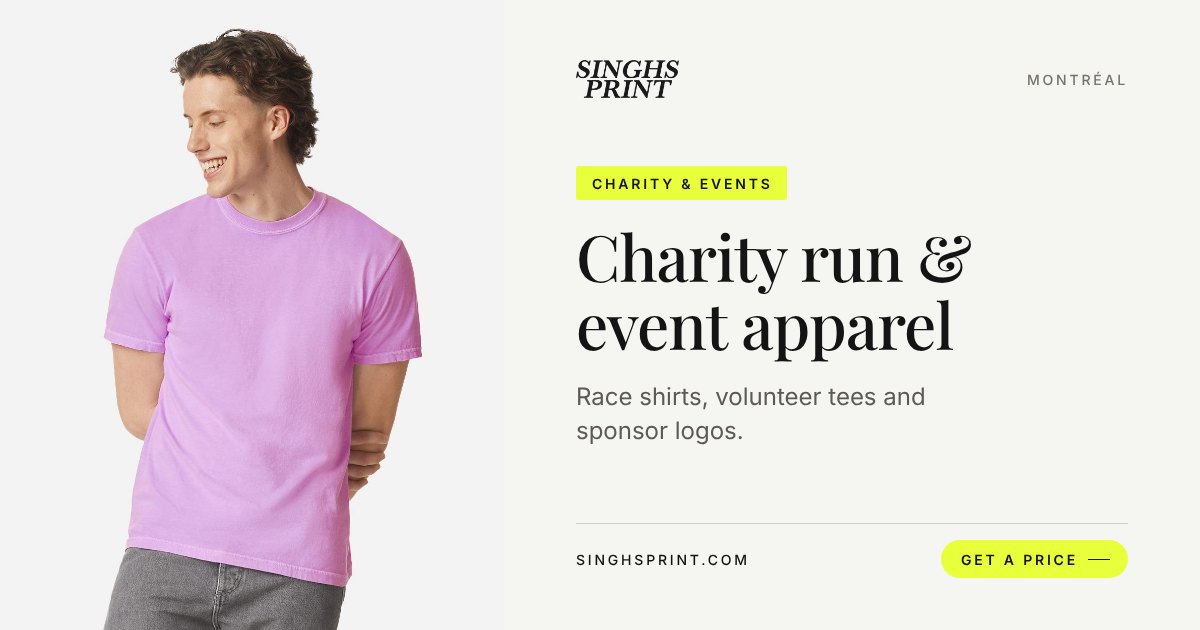 SINGHS
PRINT
MONTRÉAL
CHARITY & EVENTS
Charity run &
event apparel
Race shirts, volunteer tees and
sponsor logos.
SINGHSPRINT.COM
GET A PRICE —